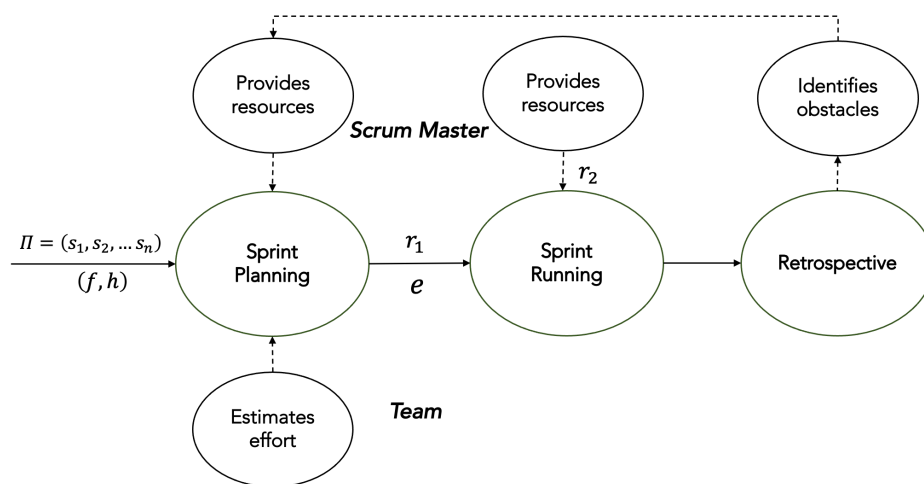 Provides
resources
Provides
resources
Identifies
obstacles
Scrum Master
r₂
Π = (s₁, s₂, … sₙ)
(f, h)
Sprint
Planning
r₁
e
Sprint
Running
Retrospective
Estimates
effort
Team